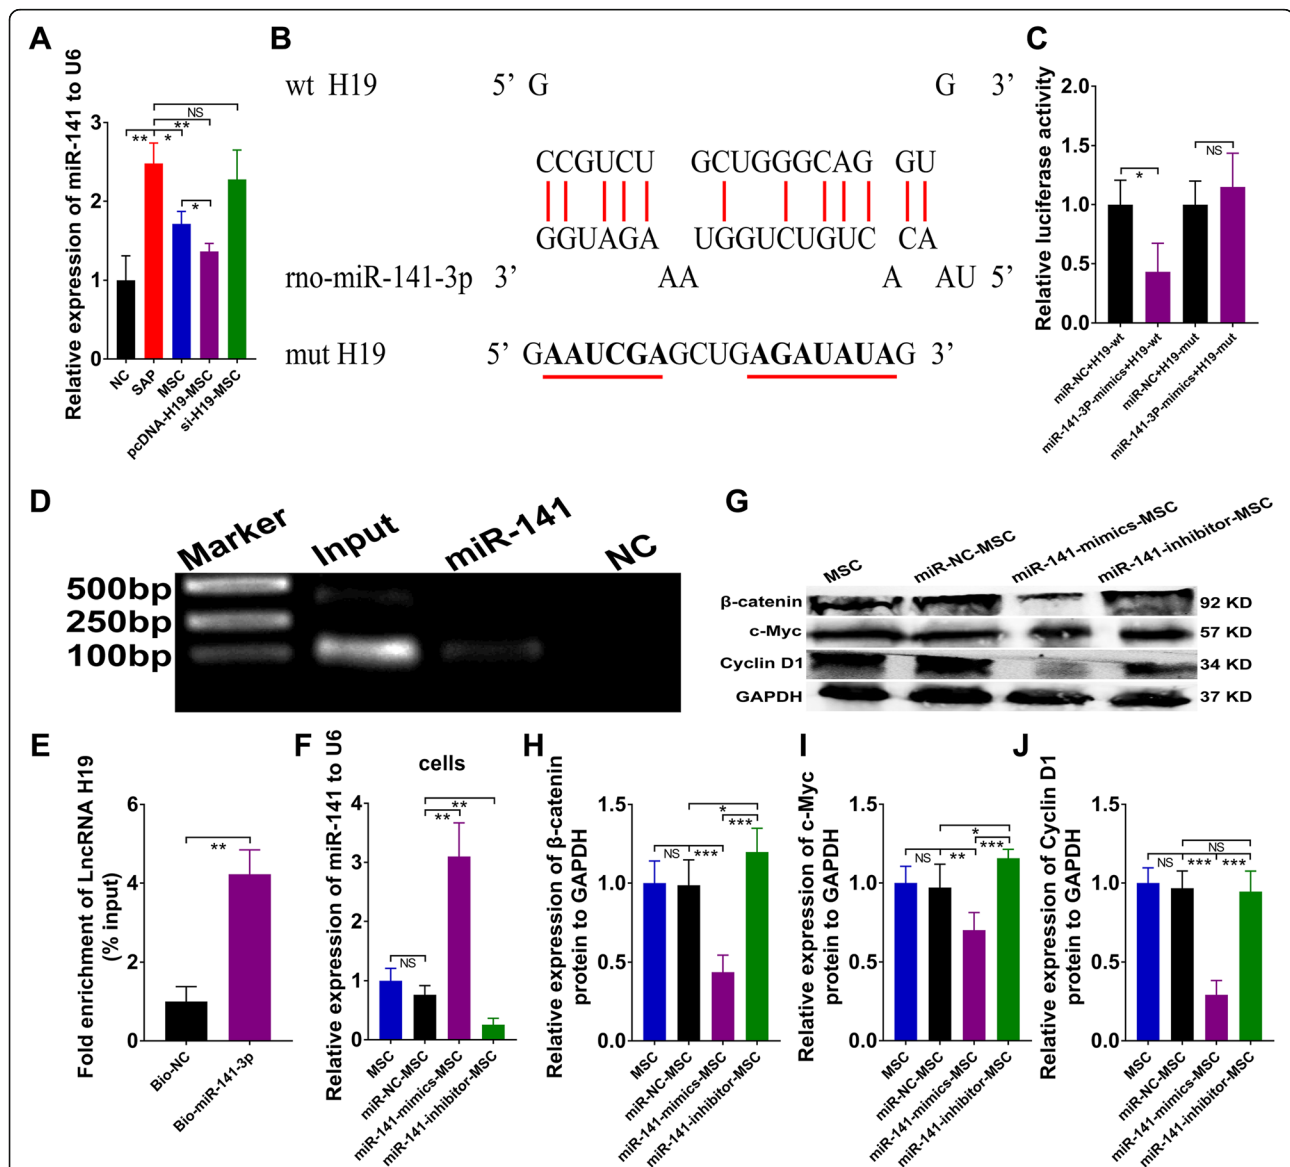 A
Relative expression of miR-141 to U6
3
2
1
0
NS
**
** *
*
NC
SAP
MSC
pcDNA-H19-MSC
si-H19-MSC
B
wt H19 5’ G G 3’
CCGUCU GCUGGGCAG GU
GGUAGA UGGUCUGUC CA
rno-miR-141-3p 3’ AA A AU 5’
mut H19 5’ GAAUCGAGCUGAGAUAUAG 3’
C
Relative luciferase activity
2.0
1.5
1.0
0.5
0.0
*
NS
miR-NC+H19-wt
miR-141-3P-mimics+H19-wt
miR-NC+H19-mut
miR-141-3P-mimics+H19-mut
D
Marker Input miR-141 NC
500bp
250bp
100bp
G
MSC miR-NC-MSC miR-141-mimics-MSC miR-141-inhibitor-MSC
β-catenin 92 KD
c-Myc 57 KD
Cyclin D1 34 KD
GAPDH 37 KD
E
Fold enrichment of LncRNA H19
(% input)
6
4
2
0
**
Bio-NC
Bio-miR-141-3p
F
cells
Relative expression of miR-141 to U6
4
3
2
1
0
**
**
NS
MSC
miR-NC-MSC
miR-141-mimics-MSC
miR-141-inhibitor-MSC
H
Relative expression of β-catenin
protein to GAPDH
1.5
1.0
0.5
0.0
*
NS *** ***
MSC
miR-NC-MSC
miR-141-mimics-MSC
miR-141-inhibitor-MSC
I
Relative expression of c-Myc
protein to GAPDH
1.5
1.0
0.5
0.0
*
NS ** ***
MSC
miR-NC-MSC
miR-141-mimics-MSC
miR-141-inhibitor-MSC
J
Relative expression of Cyclin D1
protein to GAPDH
1.5
1.0
0.5
0.0
NS
NS *** ***
MSC
miR-NC-MSC
miR-141-mimics-MSC
miR-141-inhibitor-MSC